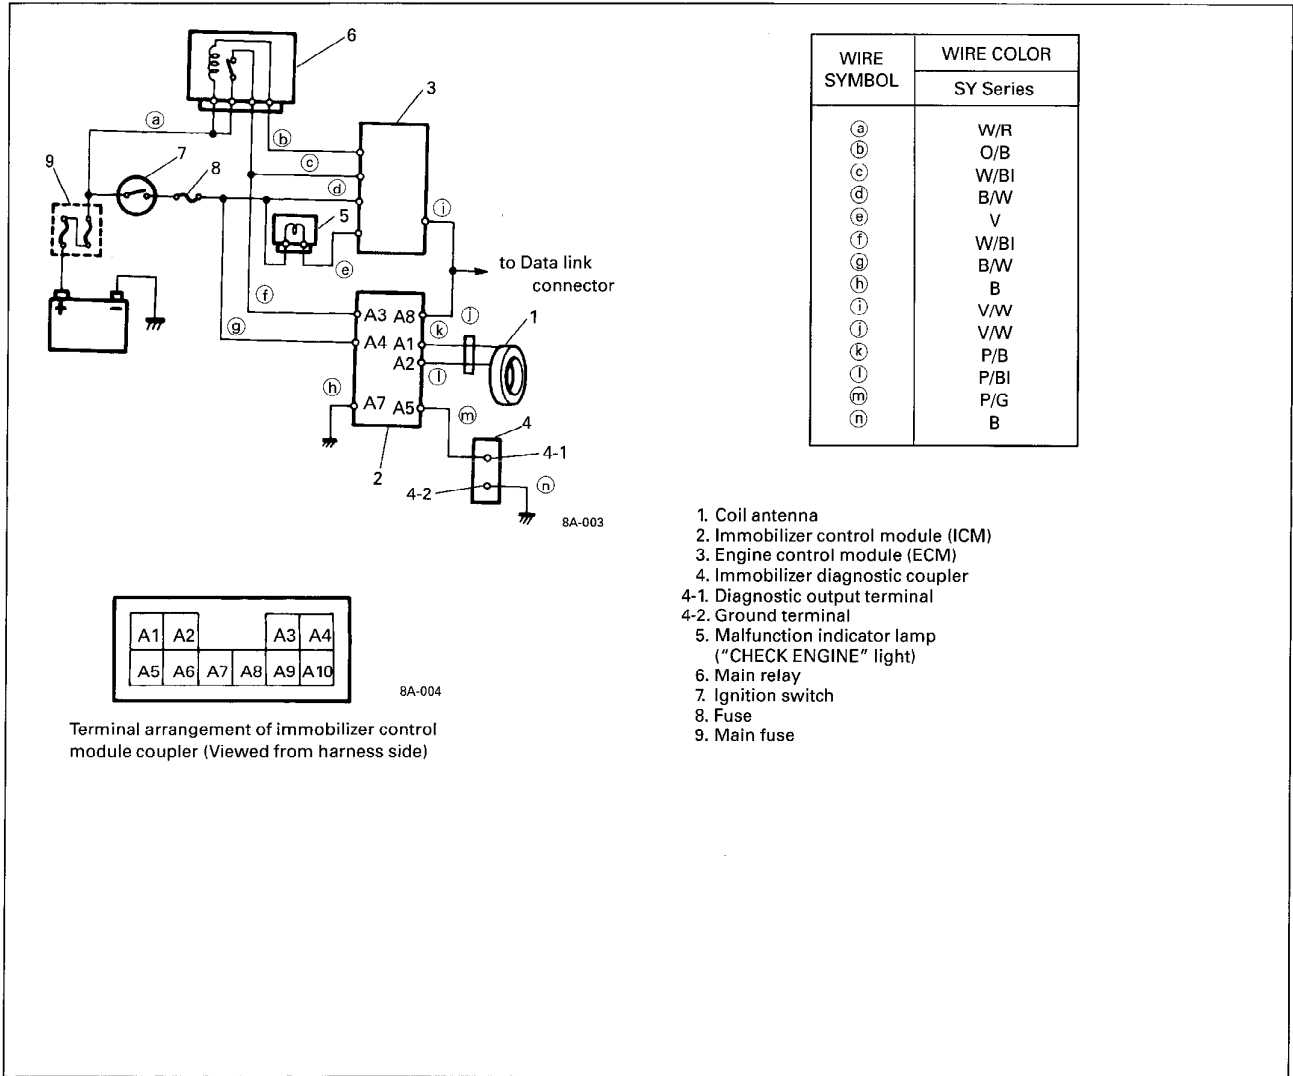 6
3
ⓐ
ⓑ
9
7
8
ⓒ
ⓓ
5
ⓘ
ⓔ
to Data link
connector
+
−
ⓕ
A3 A8
ⓙ
1
ⓖ
ⓚ
A4 A1
A2
ⓛ
ⓗ
A7 A5
ⓜ
4
4-1
2
4-2
ⓝ
8A-003
WIRE SYMBOL WIRE COLOR
SY Series
ⓐ W/R
ⓑ O/B
ⓒ W/Bl
ⓓ B/W
ⓔ V
ⓕ W/Bl
ⓖ B/W
ⓗ B
ⓘ V/W
ⓙ V/W
ⓚ P/B
ⓛ P/Bl
ⓜ P/G
ⓝ B
1. Coil antenna
2. Immobilizer control module (ICM)
3. Engine control module (ECM)
4. Immobilizer diagnostic coupler
4-1. Diagnostic output terminal
4-2. Ground terminal
5. Malfunction indicator lamp
("CHECK ENGINE" light)
6. Main relay
7. Ignition switch
8. Fuse
9. Main fuse
A1 A2 A3 A4
A5 A6 A7 A8 A9 A10
8A-004
Terminal arrangement of immobilizer control
module coupler (Viewed from harness side)